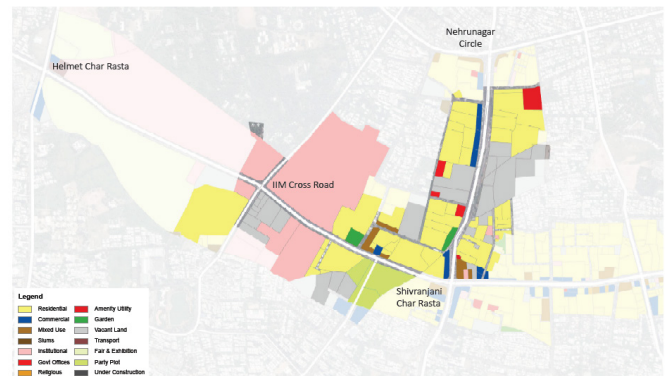 Nehrunagar
Circle
Helmet Char Rasta
IIM Cross Road
Shivranjani
Char Rasta
Legend
Residential
Commercial
Mixed Use
Slums
Institutional
Govt Offices
Religious
Amenity Utility
Garden
Vacant Land
Transport
Fair & Exhibition
Party Plot
Under Construction